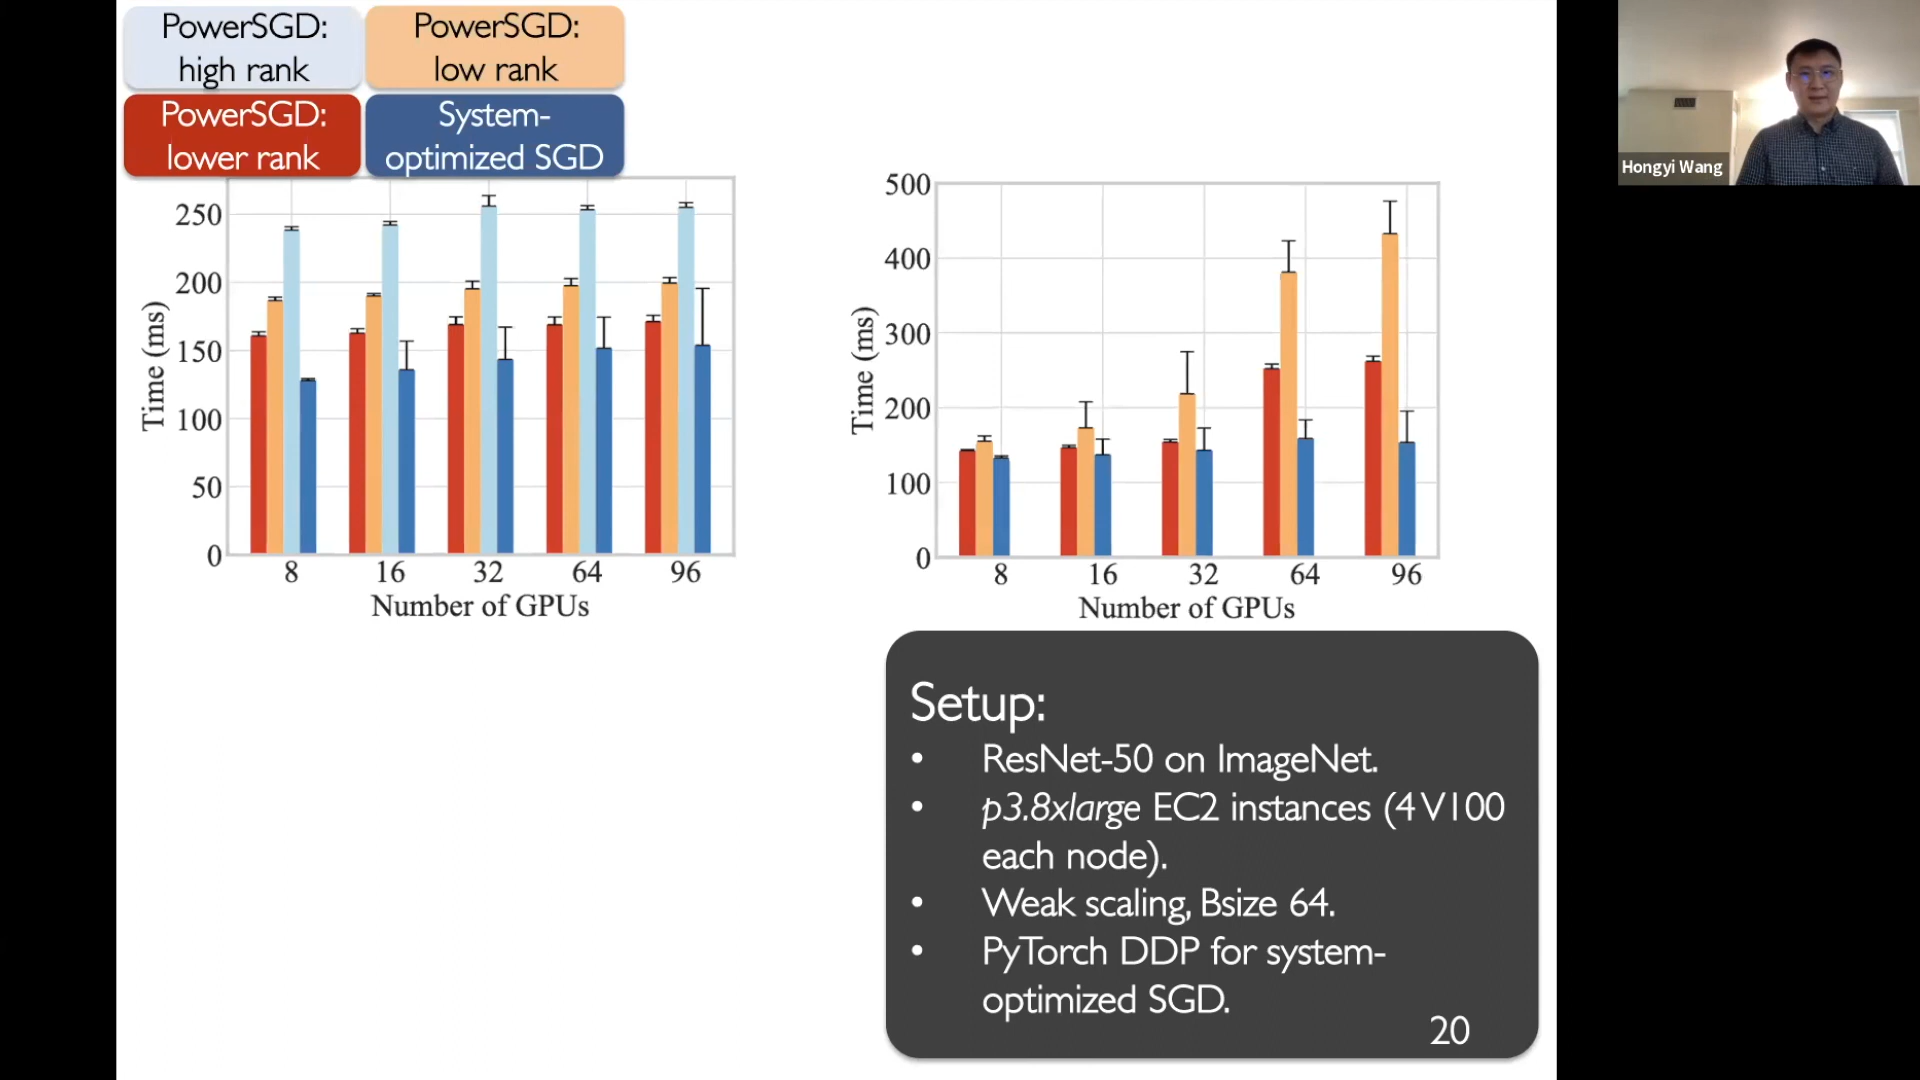 PowerSGD:
high rank
PowerSGD:
low rank
PowerSGD:
lower rank
System-
optimized SGD
250
200
150
100
50
0
Time (ms)
8 16 32 64 96
Number of GPUs
500
400
300
200
100
0
Time (ms)
8 16 32 64 96
Number of GPUs
Setup:
• ResNet-50 on ImageNet.
• p3.8xlarge EC2 instances (4 V100
each node).
• Weak scaling, Bsize 64.
• PyTorch DDP for system-
optimized SGD.
20
Hongyi Wang